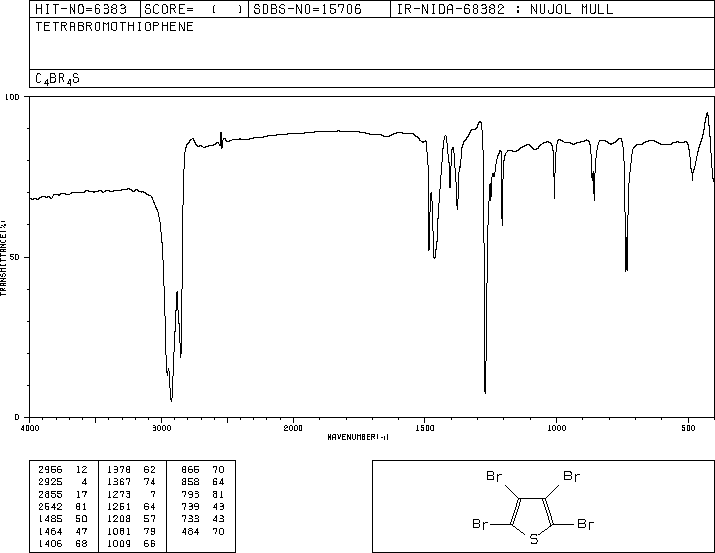 HIT-NO=6383 SCORE= ( ) SDBS-NO=15706 IR-NIDA-68382 : NUJOL MULL
TETRABROMOTHIOPHENE
C4BR4S
100
50
0
TRANSMITTANCE(%)
4000 3000 2000 1500 1000 500
WAVENUMBER(-1)
2956 12 1378 62 866 70
2925 4 1367 74 858 64
2855 17 1273 7 793 81
2542 81 1251 64 739 43
1485 50 1208 57 733 43
1464 47 1081 79 484 70
1406 68 1009 66
Br Br
Br Br
S